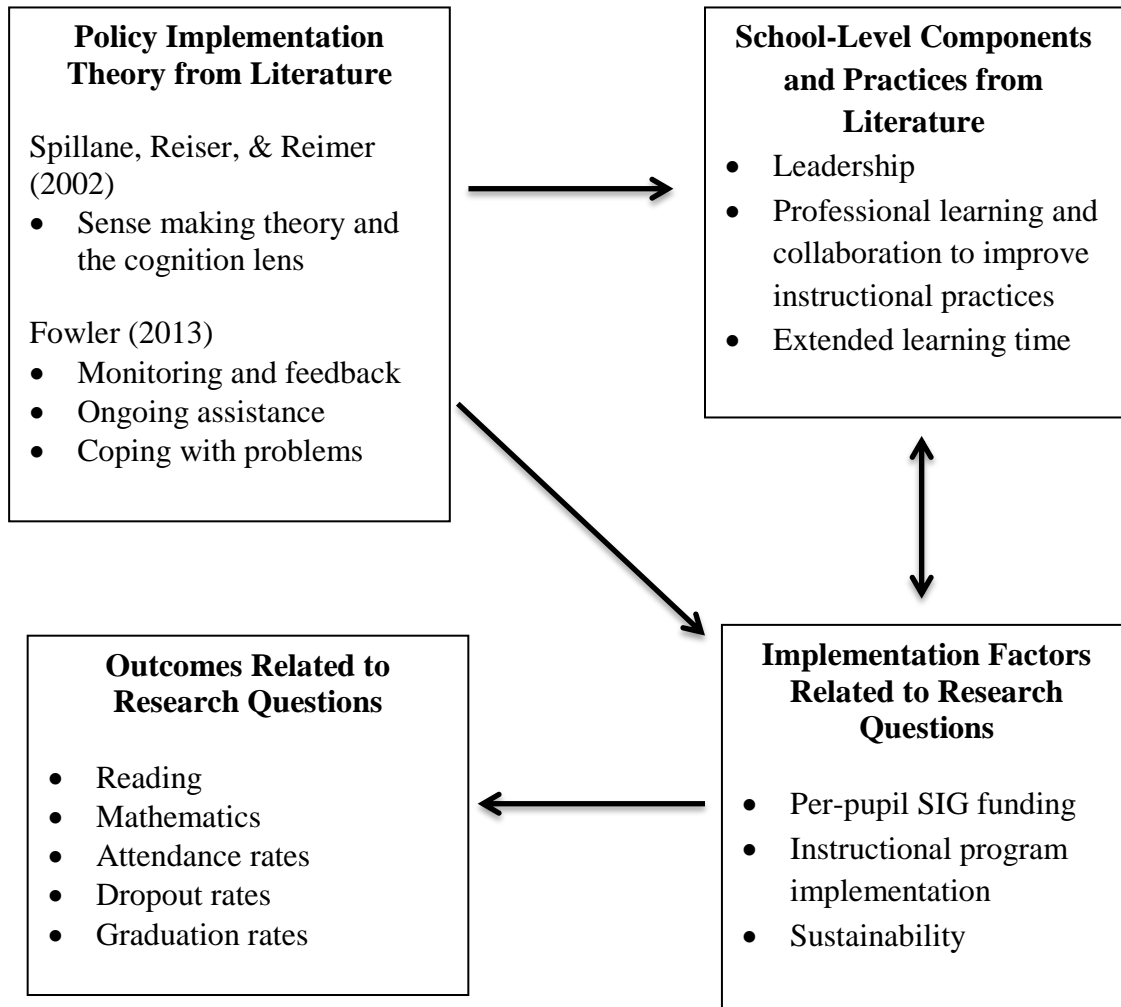 Policy Implementation
Theory from Literature
Spillane, Reiser, & Reimer
(2002)
• Sense making theory and
the cognition lens
Fowler (2013)
• Monitoring and feedback
• Ongoing assistance
• Coping with problems
School-Level Components
and Practices from
Literature
• Leadership
• Professional learning and
collaboration to improve
instructional practices
• Extended learning time
Outcomes Related to
Research Questions
• Reading
• Mathematics
• Attendance rates
• Dropout rates
• Graduation rates
Implementation Factors
Related to Research
Questions
• Per-pupil SIG funding
• Instructional program
implementation
• Sustainability